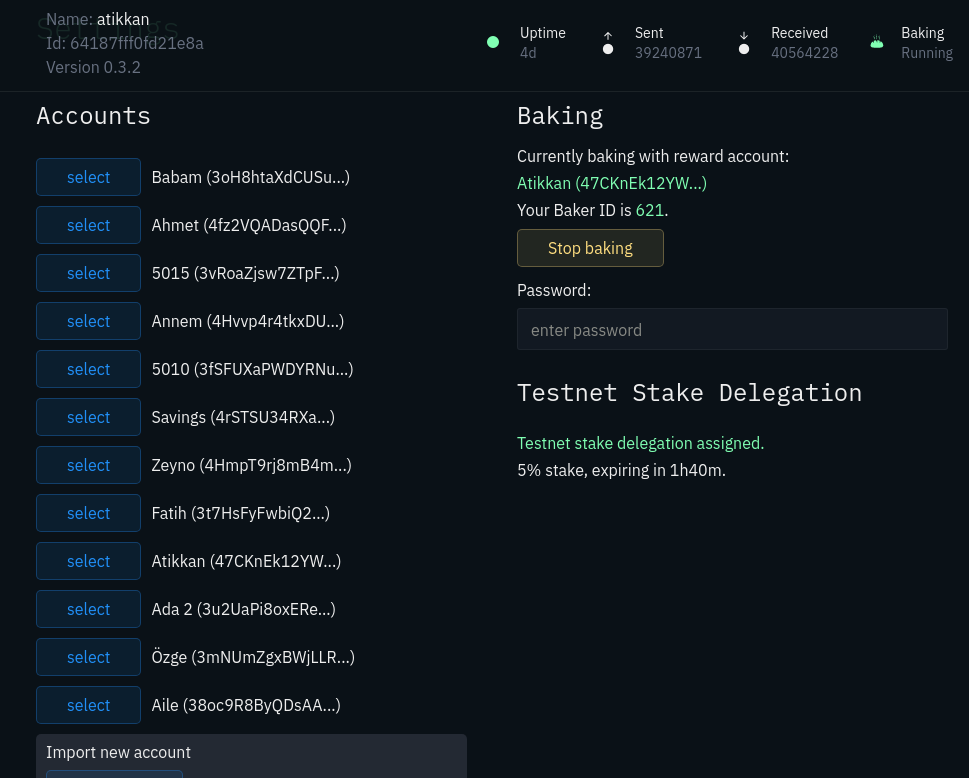 Settings
Name: atikkan
Id: 64187fff0fd21e8a
Version 0.3.2
Uptime
4d
Sent
39240871
Received
40564228
Baking
Running
Accounts
select Babam (3oH8htaXdCUSu...)
select Ahmet (4fz2VQADasQQF...)
select 5015 (3vRoaZjsw7ZTpF...)
select Annem (4Hvvp4r4tkxDU...)
select 5010 (3fSFUXaPWDYRNu...)
select Savings (4rSTSU34RXa...)
select Zeyno (4HmpT9rj8mB4m...)
select Fatih (3t7HsFyFwbiQ2...)
select Atikkan (47CKnEk12YW...)
select Ada 2 (3u2UaPi8oxERe...)
select Özge (3mNUmZgxBWjLLR...)
select Aile (38oc9R8ByQDsAA...)
Import new account
Baking
Currently baking with reward account:
Atikkan (47CKnEk12YW...)
Your Baker ID is 621.
Stop baking
Password:
enter password
Testnet Stake Delegation
Testnet stake delegation assigned.
5% stake, expiring in 1h40m.